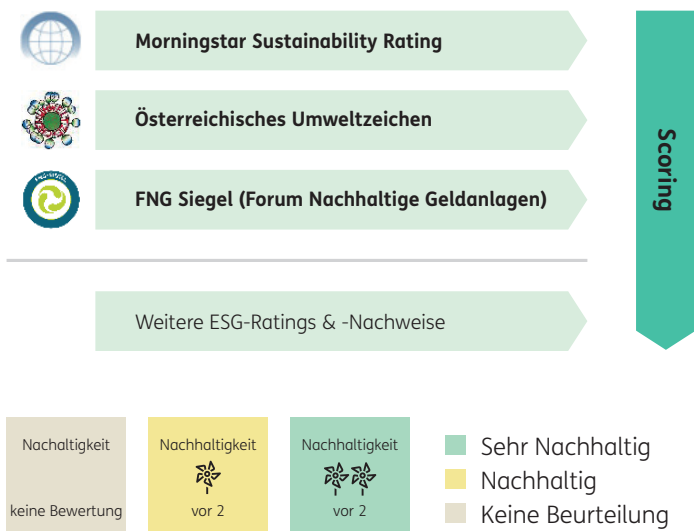 Morningstar Sustainability Rating
Österreichisches Umweltzeichen
FNG Siegel (Forum Nachhaltige Geldanlagen)
Scoring
Weitere ESG-Ratings & -Nachweise
Nachaltigkeit
keine Bewertung
Nachhaltigkeit
vor 2
Nachhaltigkeit
vor 2
Sehr Nachhaltig
Nachhaltig
Keine Beurteilung